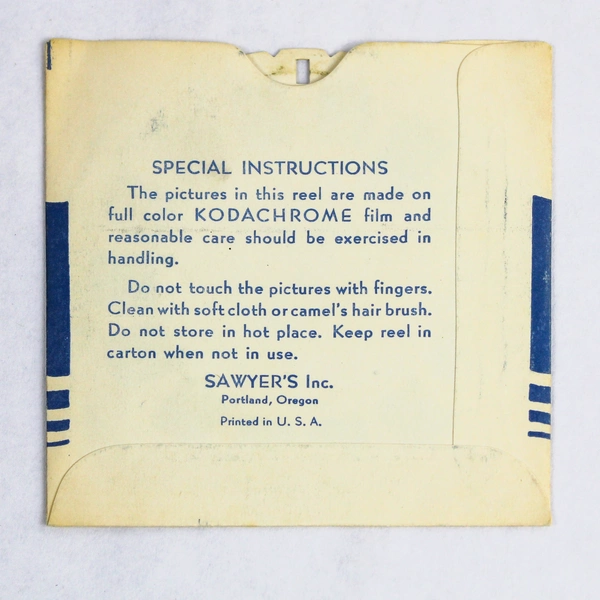 SPECIAL INSTRUCTIONS
The pictures in this reel are made on
full color KODACHROME film and
reasonable care should be exercised in
handling.
Do not touch the pictures with fingers.
Clean with soft cloth or camel's hair brush.
Do not store in hot place. Keep reel in
carton when not in use.
SAWYER'S Inc.
Portland, Oregon
Printed in U. S. A.